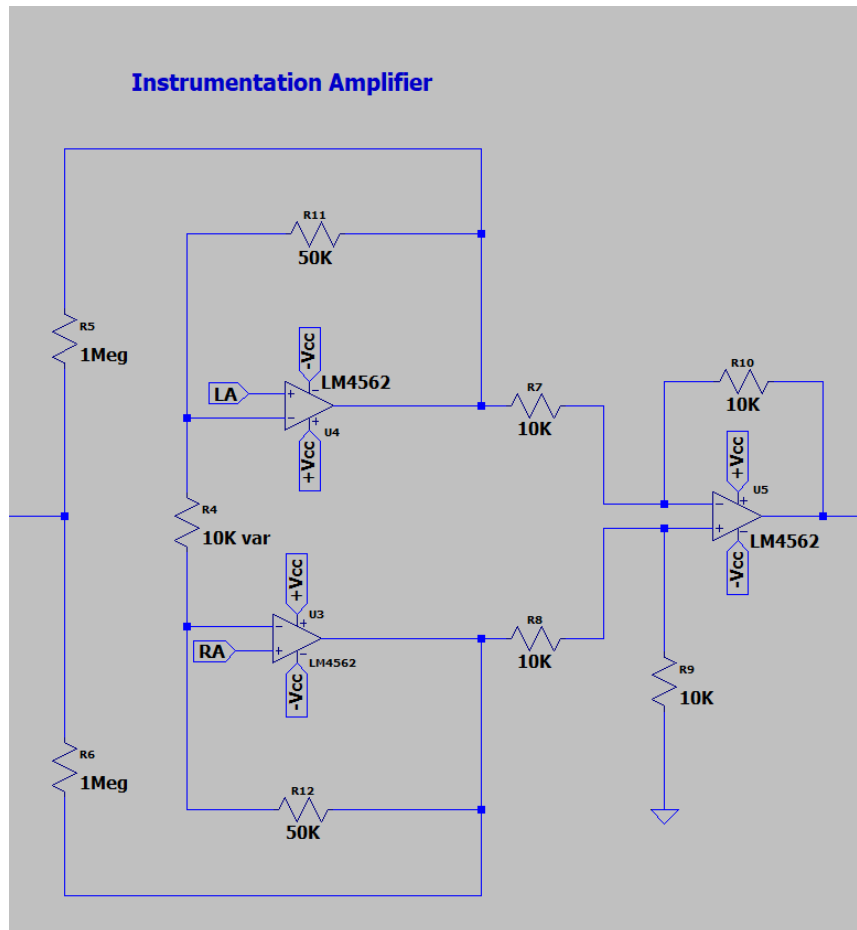 Instrumentation Amplifier
R11
50K
R5
1Meg
-Vcc
LM4562
LA
+
-
-
+
U4
+Vcc
R7
10K
R10
10K
+Vcc
U5
-
+
+
-
LM4562
-Vcc
R4
10K var
+Vcc
U3
-
+
+
-
RA
LM4562
-Vcc
R8
10K
R9
10K
R6
1Meg
R12
50K